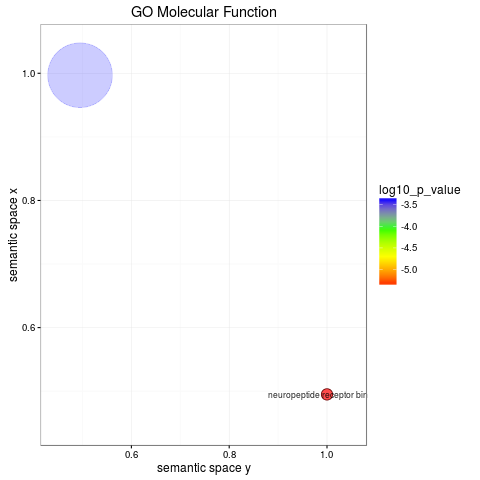 GO Molecular Function
1.0
0.8
0.6
semantic space x
neuropeptide receptor bin
0.6
0.8
1.0
semantic space y
log10_p_value
-3.5
-4.0
-4.5
-5.0